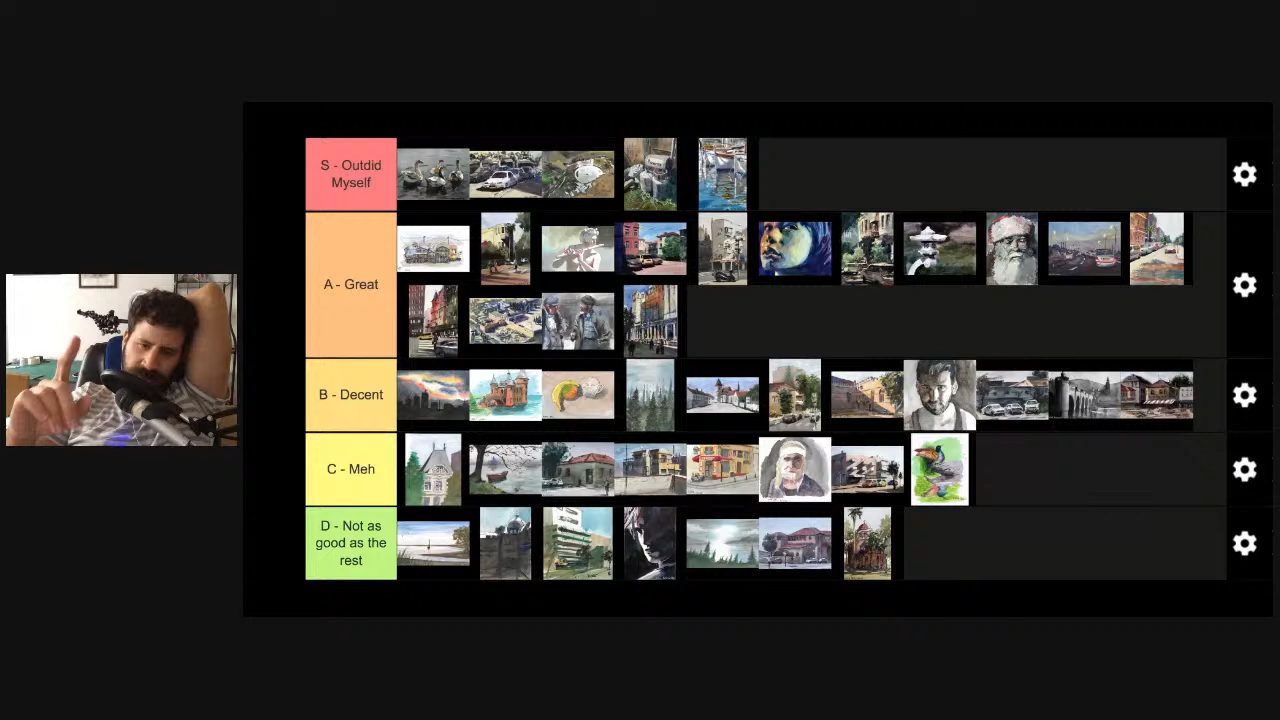 S - Outdid
Myself
A - Great
B - Decent
C - Meh
D - Not as
good as the
rest